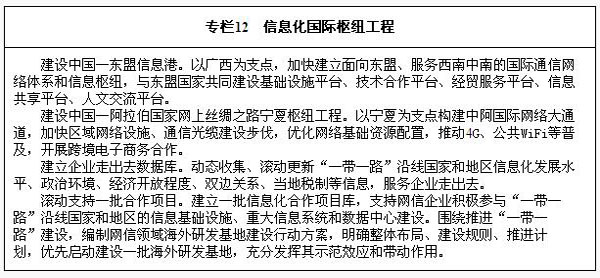 专栏12　信息化国际枢纽工程
建设中国—东盟信息港。以广西为支点，加快建立面向东盟、服务西南中南的国际通信网
络体系和信息枢纽，与东盟国家共同建设基础设施平台、技术合作平台、经贸服务平台、信息
共享平台、人文交流平台。
建设中国—阿拉伯国家网上丝绸之路宁夏枢纽工程。以宁夏为支点构建中阿国际网络大通
道，加快区域网络设施、通信光缆建设步伐，优化网络基础资源配置，推动4G、公共WiFi等普
及，开展跨境电子商务合作。
建立企业走出去数据库。动态收集、滚动更新“一带一路”沿线国家和地区信息化发展水
平、政治环境、经济开放程度、双边关系、当地税制等信息，服务企业走出去。
滚动支持一批合作项目。建立一批信息化合作项目库，支持网信企业积极参与“一带一
路”沿线国家和地区的信息基础设施、重大信息系统和数据中心建设。围绕推进“一带一
路”建设，编制网信领域海外研发基地建设行动方案，明确整体布局、建设规则、推进计
划，优先启动建设一批海外研发基地，充分发挥其示范效应和带动作用。